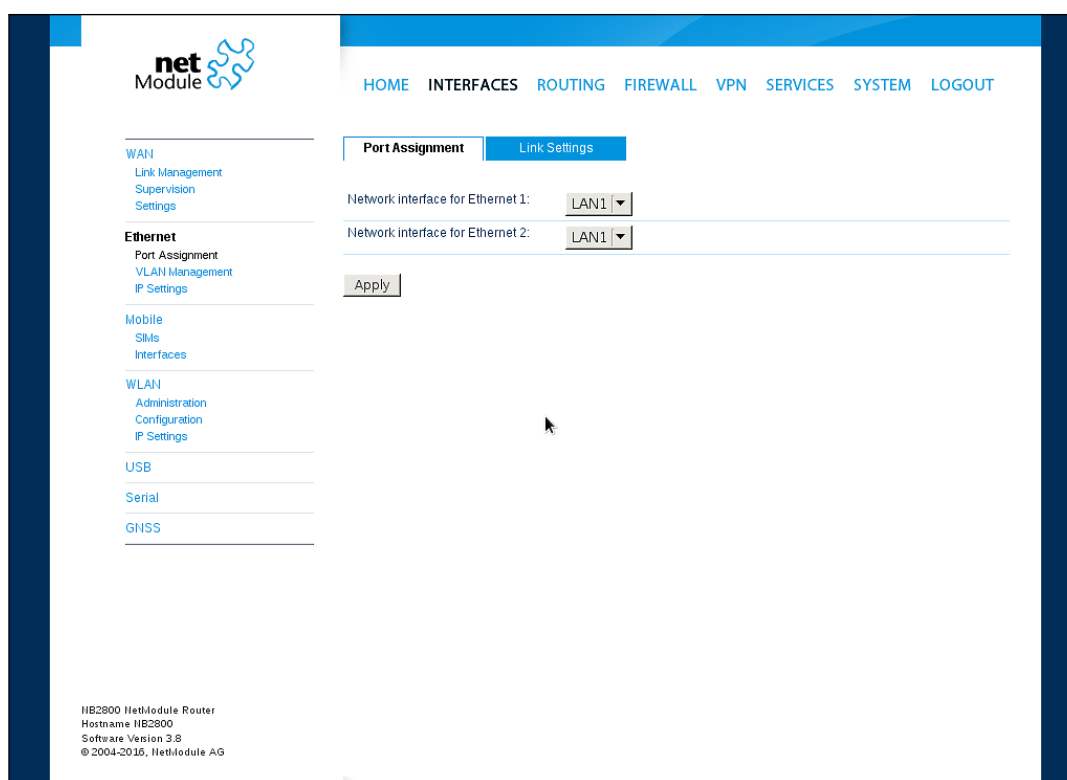 net
Module
HOME INTERFACES ROUTING FIREWALL VPN SERVICES SYSTEM LOGOUT
WAN
Link Management
Supervision
Settings
Ethernet
Port Assignment
VLAN Management
IP Settings
Mobile
SIMs
Interfaces
WLAN
Administration
Configuration
IP Settings
USB
Serial
GNSS
Port Assignment Link Settings
Network interface for Ethernet 1: LAN1
Network interface for Ethernet 2: LAN1
Apply
NB2800 NetModule Router
Hostname NB2800
Software Version 3.8
© 2004-2016, NetModule AG